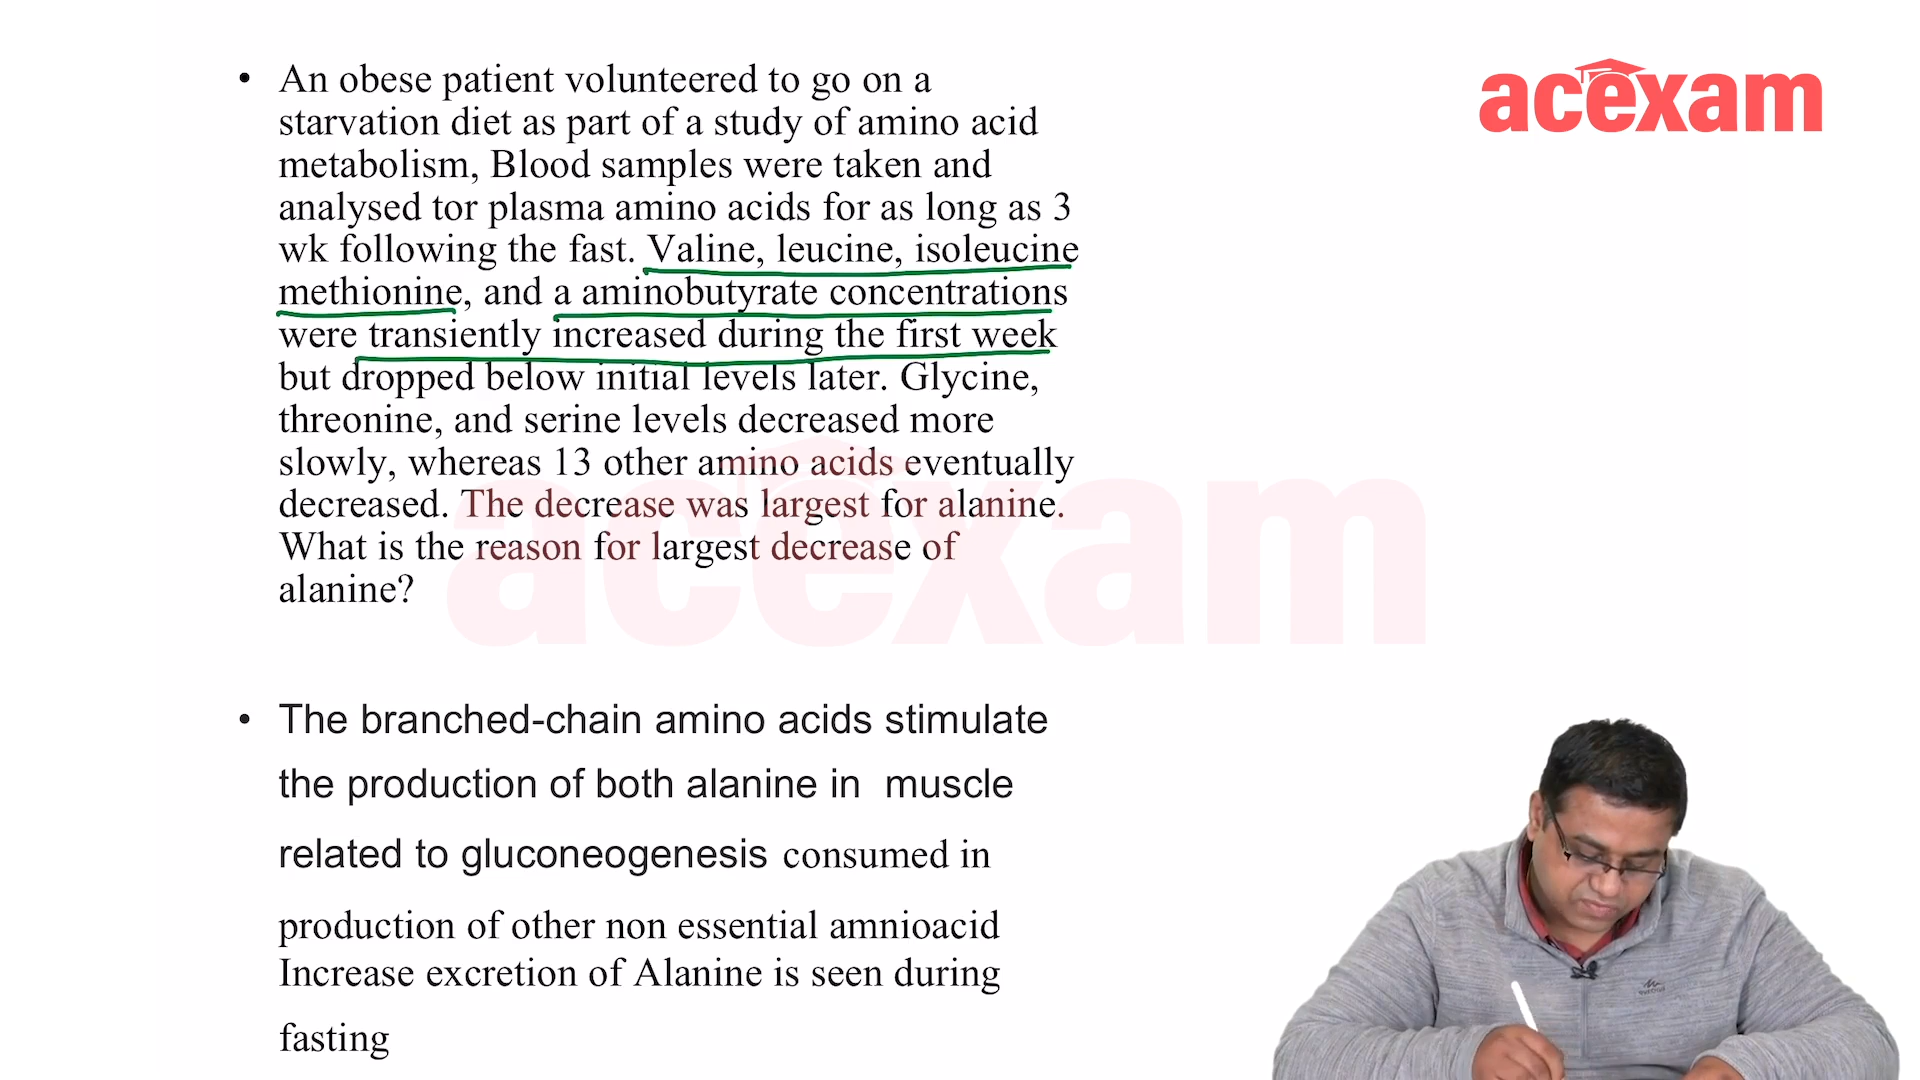 acexam
• An obese patient volunteered to go on a
starvation diet as part of a study of amino acid
metabolism, Blood samples were taken and
analysed tor plasma amino acids for as long as 3
wk following the fast. Valine, leucine, isoleucine
methionine, and a aminobutyrate concentrations
were transiently increased during the first week
but dropped below initial levels later. Glycine,
threonine, and serine levels decreased more
slowly, whereas 13 other amino acids eventually
decreased. The decrease was largest for alanine.
What is the reason for largest decrease of
alanine?
acexam
• The branched-chain amino acids stimulate
the production of both alanine in muscle
related to gluconeogenesis consumed in
production of other non essential amnioacid
Increase excretion of Alanine is seen during
fasting